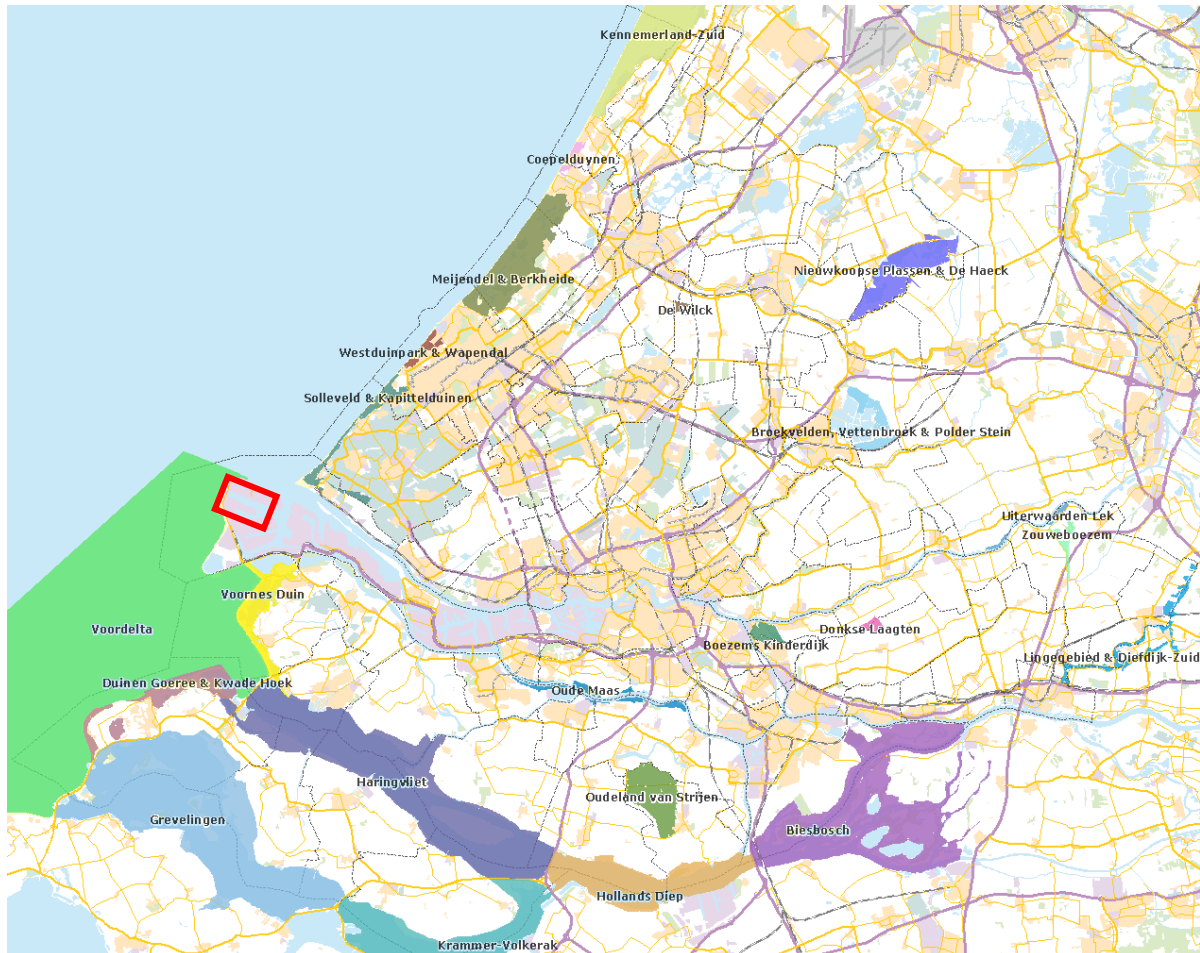 Kennemerland-Zuid
Coepelduynen
Meijendel & Berkheide
Nieuwkoopse Plassen & De Haeck
De Wilck
Westduinpark & Wapendal
Solleveld & Kapittelduinen
Broekvelden, Vettenbroek & Polder Stein
Uiterwaarden Lek
Zouweboezem
Voornes Duin
Voordelta
Donkse Laagten
Boezems Kinderdijk
Lingegebied & Diefdijk-Zuid
Duinen Goeree & Kwade Hoek
Oude Maas
Haringvliet
Oudeland van Strijen
Grevelingen
Biesbosch
Hollands Diep
Krammer-Volkerak